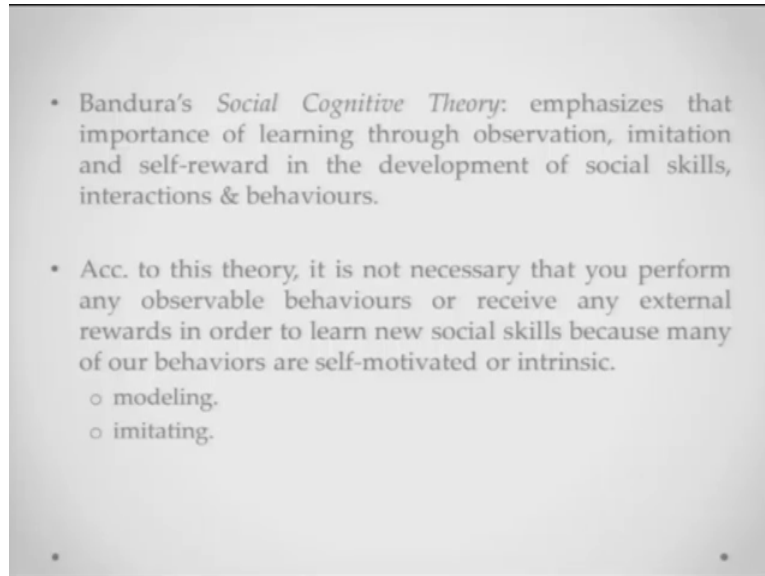 • Bandura's Social Cognitive Theory: emphasizes that
importance of learning through observation, imitation
and self-reward in the development of social skills,
interactions & behaviours.
• Acc. to this theory, it is not necessary that you perform
any observable behaviours or receive any external
rewards in order to learn new social skills because many
of our behaviors are self-motivated or intrinsic.
o modeling.
o imitating.